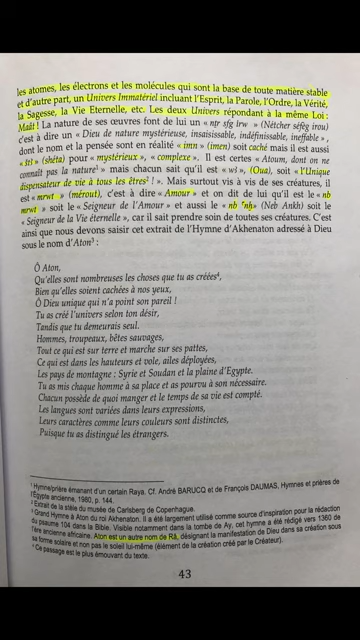 les atomes, les électrons et les molécules qui sont la base de toute matière stable
et d'autre part, un Univers Immatériel incluant l'Esprit, la Parole, l'Ordre, la Vérité,
la Sagesse, la Vie Eternelle, etc. Les deux Univers répondant à la même Loi :
Maât ! La nature de ses œuvres font de lui un « nṯr sfg irw » (Nétcher séfèg irou)
c'est à dire un « Dieu de nature mystérieuse, insaisissable, indéfinissable, ineffable »,
dont le nom et la pensée sont en réalité « imn » (imen) soit caché mais il est aussi
« št3 » (shéta) pour « mystérieux », « complexe ». Il est certes « Atoum, dont on ne
connaît pas la nature¹ » mais chacun sait qu'il est « wꜥ », (Oua), soit « l'Unique
dispensateur de vie à tous les êtres² ! ». Mais surtout vis à vis de ses créatures, il
est « mrwt » (mérout), c'est à dire « Amour » et on dit de lui qu'il est le « nb
mrwt » soit le « Seigneur de l'Amour » et aussi le « nb ꜥnḫ » (Neb Ankh) soit le
« Seigneur de la Vie éternelle », car il sait prendre soin de toutes ses créatures. C'est
ainsi que nous devons saisir cet extrait de l'Hymne d'Akhenaton adressé à Dieu
sous le nom d'Aton³ :
Ô Aton,
Qu'elles sont nombreuses les choses que tu as créées⁴,
Bien qu'elles soient cachées à nos yeux,
Ô Dieu unique qui n'a point son pareil !
Tu as créé l'univers selon ton désir,
Tandis que tu demeurais seul.
Hommes, troupeaux, bêtes sauvages,
Tout ce qui est sur terre et marche sur ses pattes,
Ce qui est dans les hauteurs et vole, ailes déployées,
Les pays de montagne : Syrie et Soudan et la plaine d'Egypte.
Tu as mis chaque homme à sa place et as pourvu à son nécessaire.
Chacun possède de quoi manger et le temps de sa vie est compté.
Les langues sont variées dans leurs expressions,
Leurs caractères comme leurs couleurs sont distinctes,
Puisque tu as distingué les étrangers.
¹ Hymne/prière émanant d'un certain Raya. Cf. André BARUCQ et de François DAUMAS, Hymnes et prières de
l'Égypte ancienne, 1980, p. 144.
² Extrait de la stèle du musée de Carlsberg de Copenhague.
³ Grand Hymne à Aton du roi Akhenaton. Il a été largement utilisé comme source d'inspiration pour la rédaction
du psaume 104 dans la Bible. Visible notamment dans la tombe de Ay, cet hymne a été rédigé vers 1360 de
l'ère ancienne africaine. Aton est un autre nom de Râ, désignant la manifestation de Dieu dans sa création sous
sa forme solaire et non pas le soleil lui-même (élément de la création créé par le Créateur).
⁴ Ce passage est le plus émouvant du texte.
43